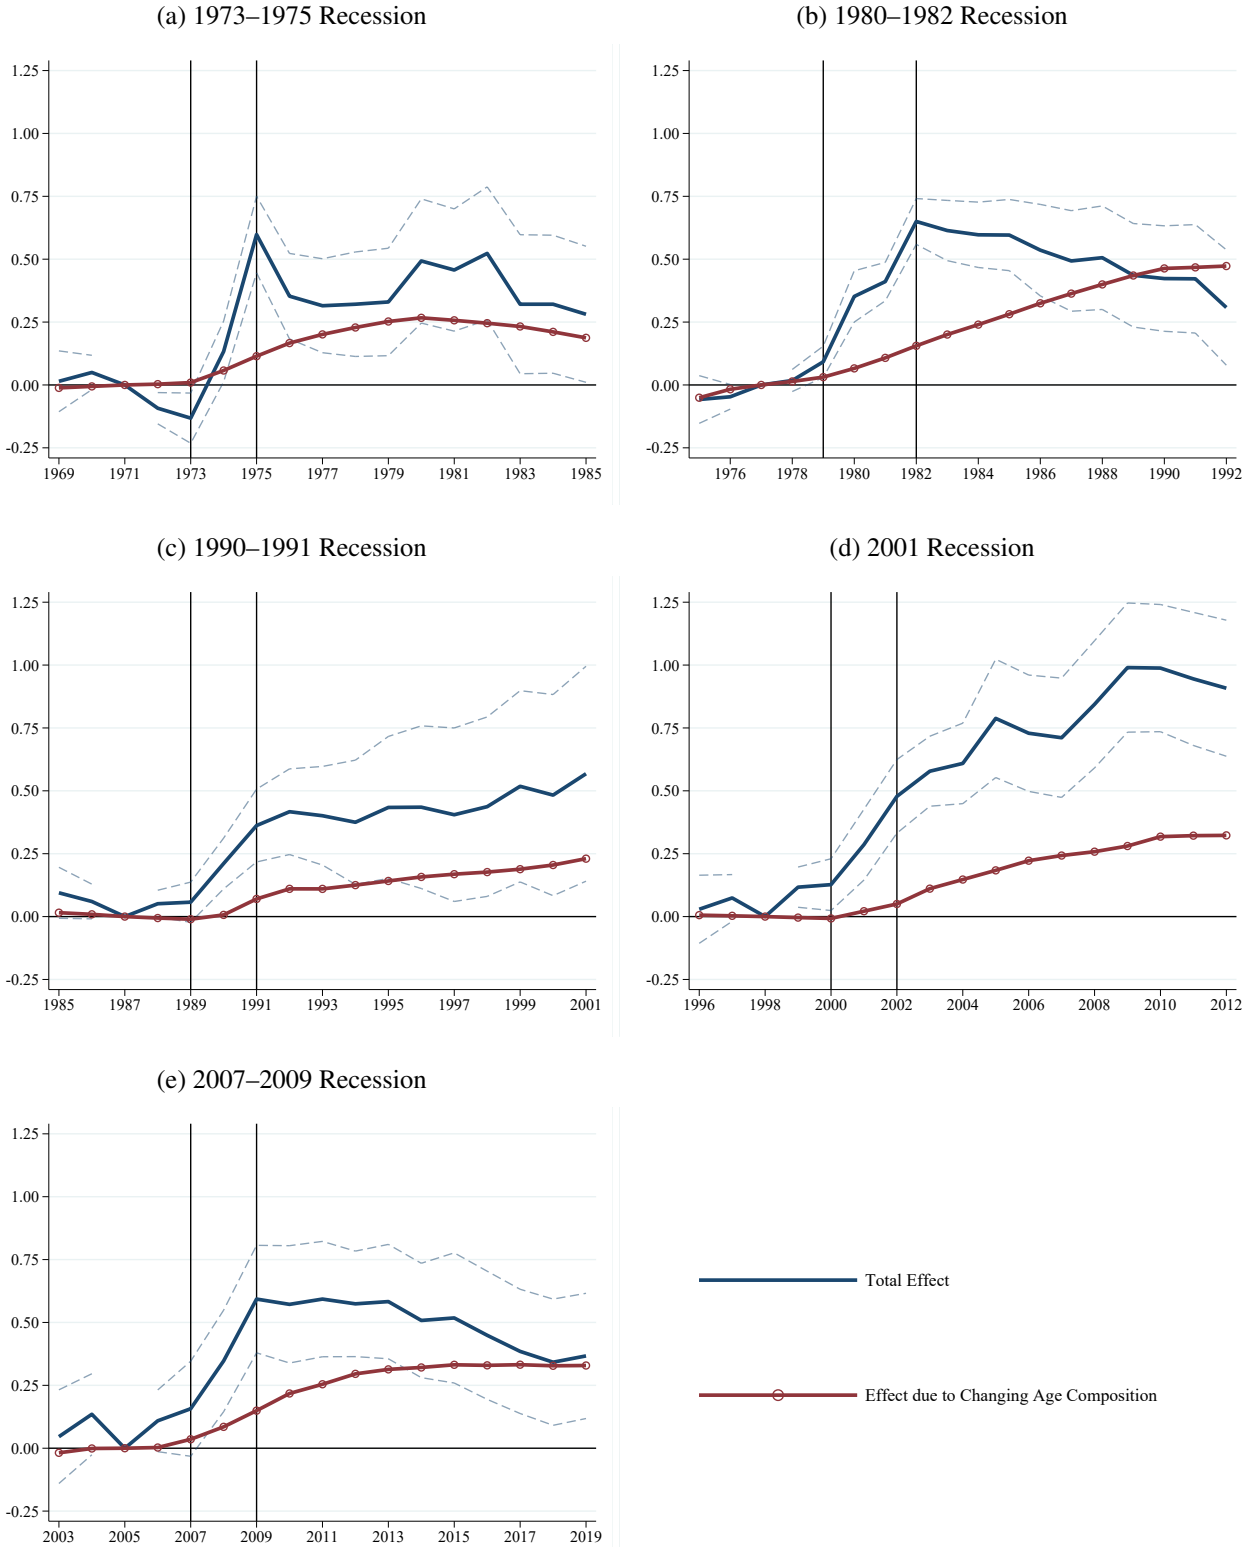 (a) 1973–1975 Recession
1.25
1.00
0.75
0.50
0.25
0.00
-0.25
1969 1971 1973 1975 1977 1979 1981 1983 1985
(b) 1980–1982 Recession
1.25
1.00
0.75
0.50
0.25
0.00
-0.25
1976 1978 1980 1982 1984 1986 1988 1990 1992
(c) 1990–1991 Recession
1.25
1.00
0.75
0.50
0.25
0.00
-0.25
1985 1987 1989 1991 1993 1995 1997 1999 2001
(d) 2001 Recession
1.25
1.00
0.75
0.50
0.25
0.00
-0.25
1996 1998 2000 2002 2004 2006 2008 2010 2012
(e) 2007–2009 Recession
1.25
1.00
0.75
0.50
0.25
0.00
-0.25
2003 2005 2007 2009 2011 2013 2015 2017 2019
Total Effect
Effect due to Changing Age Composition